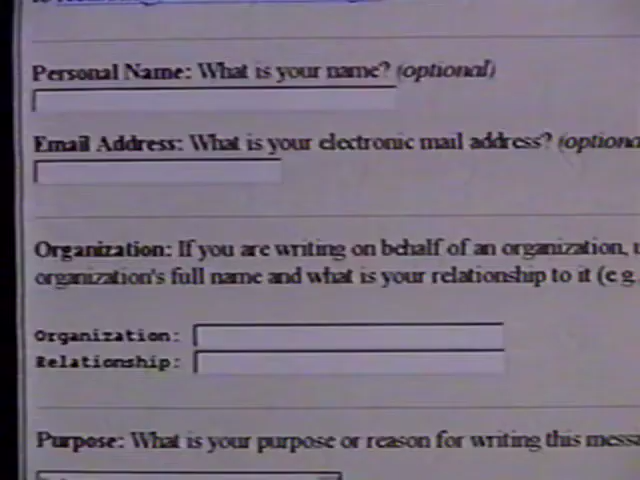 Personal Name: What is your name? (optional)
Email Address: What is your electronic mail address? (optiona
Organization: If you are writing on behalf of an organization,
organization's full name and what is your relationship to it (e.g.
Organization:
Relationship:
Purpose: What is your purpose or reason for writing this messa